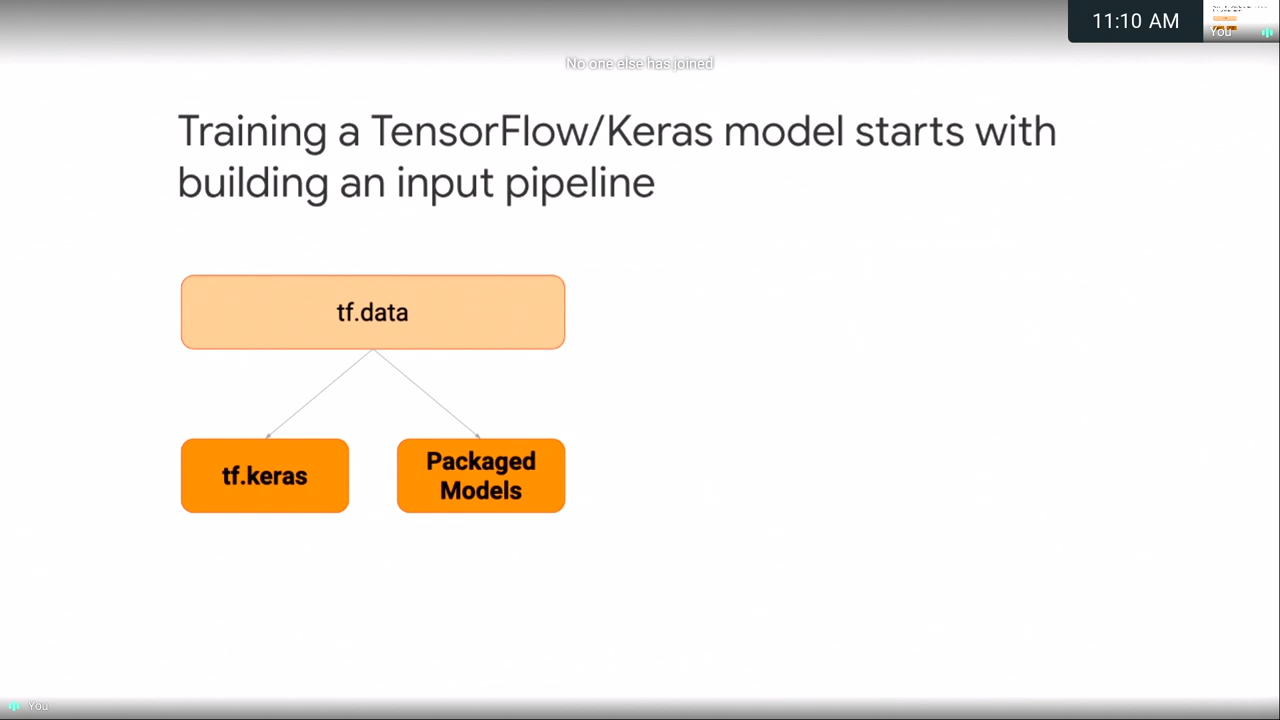 11:10 AM
You
No one else has joined
Training a TensorFlow/Keras model starts with
building an input pipeline
tf.data
tf.keras
Packaged
Models
You